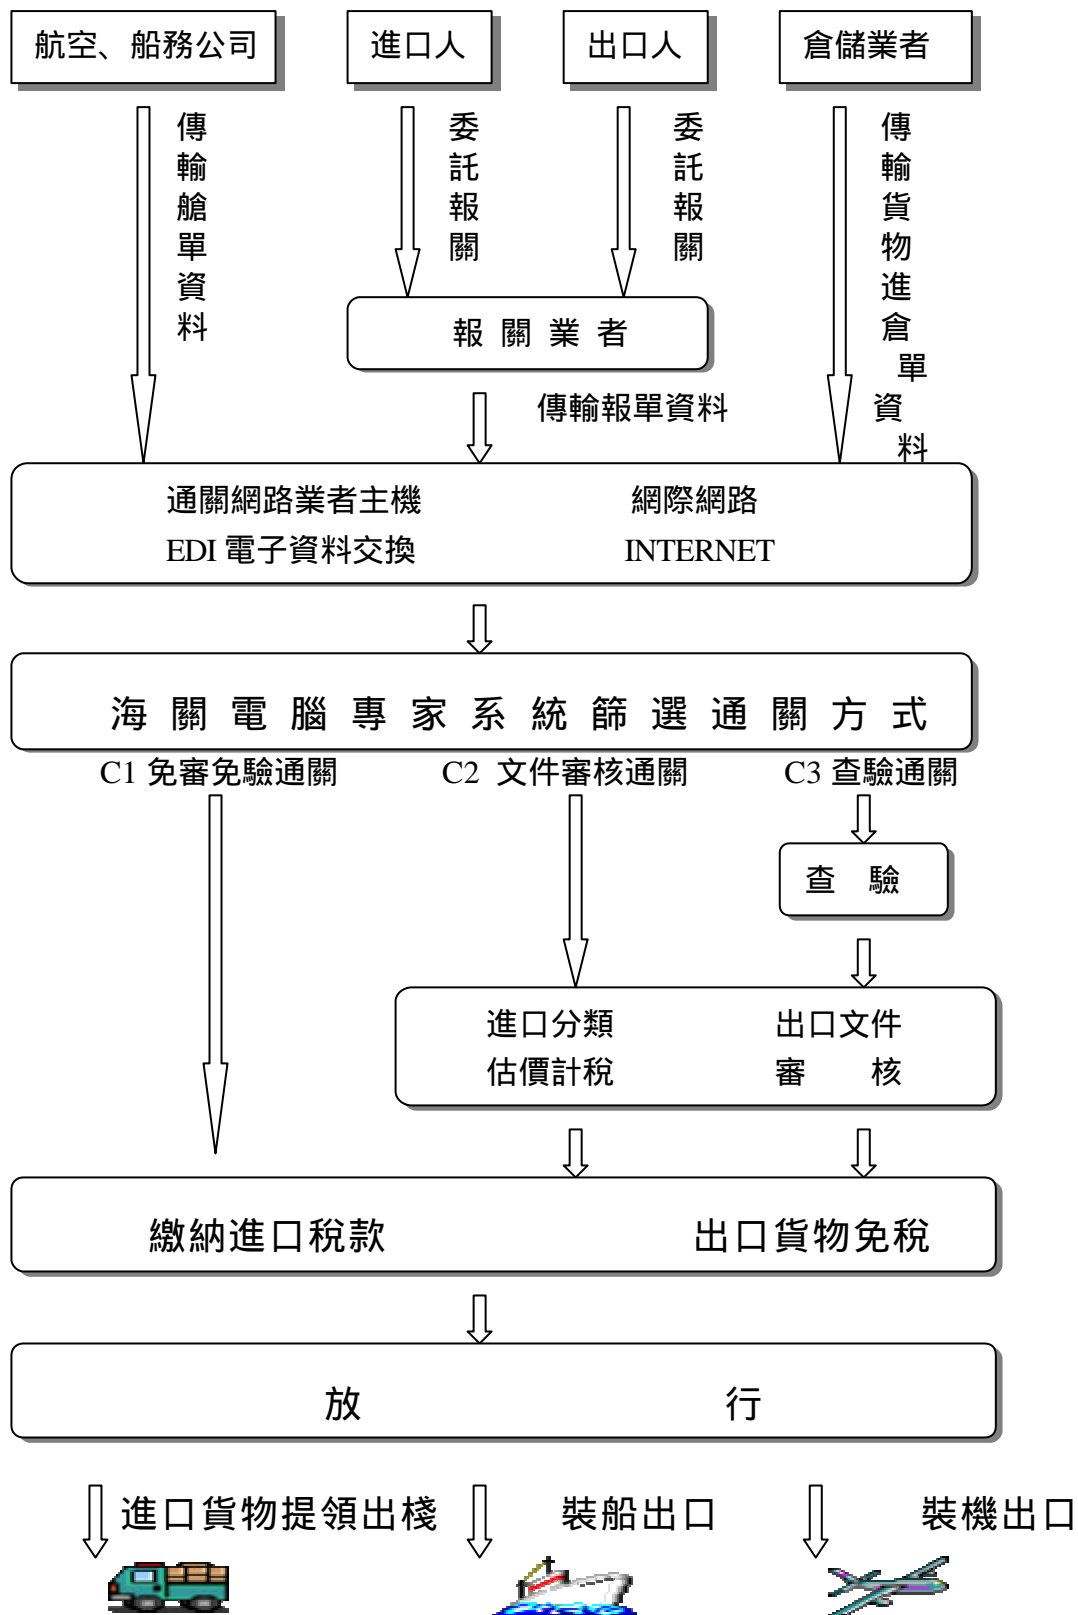 航空、船務公司
進口人
出口人
倉儲業者
傳輸艙單資料
委託報關
委託報關
傳輸貨物進倉單資料
報關業者
傳輸報單資料
通關網路業者主機 網際網路
EDI 電子資料交換 INTERNET
海關電腦專家系統篩選通關方式
C1 免審免驗通關
C2 文件審核通關
C3 查驗通關
查 驗
進口分類 出口文件
估價計稅 審 核
繳納進口稅款 出口貨物免稅
放 行
進口貨物提領出棧
裝船出口
裝機出口